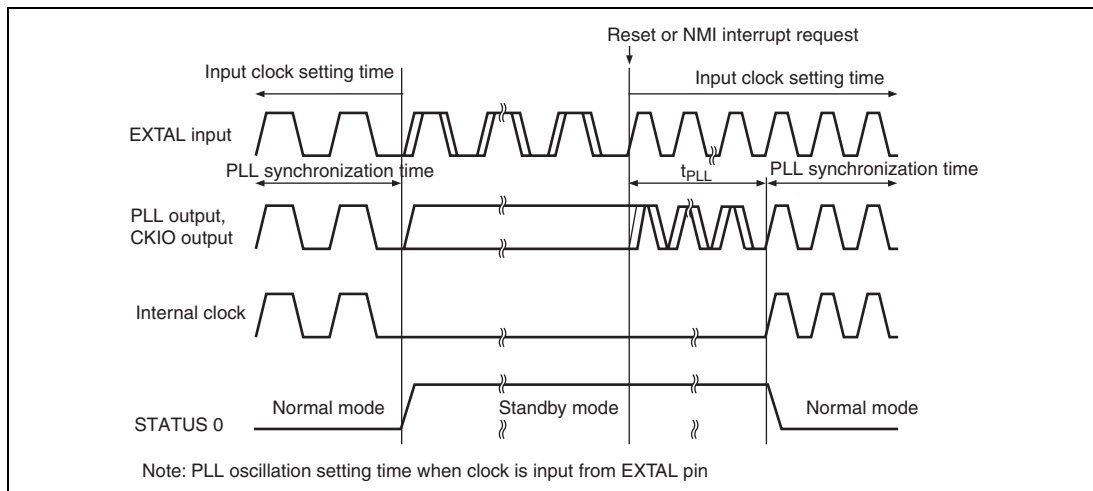 Reset or NMI interrupt request
Input clock setting time
Input clock setting time
EXTAL input
PLL synchronization time
tPLL
PLL synchronization time
PLL output,
CKIO output
Internal clock
Normal mode
Standby mode
Normal mode
STATUS 0
Note: PLL oscillation setting time when clock is input from EXTAL pin